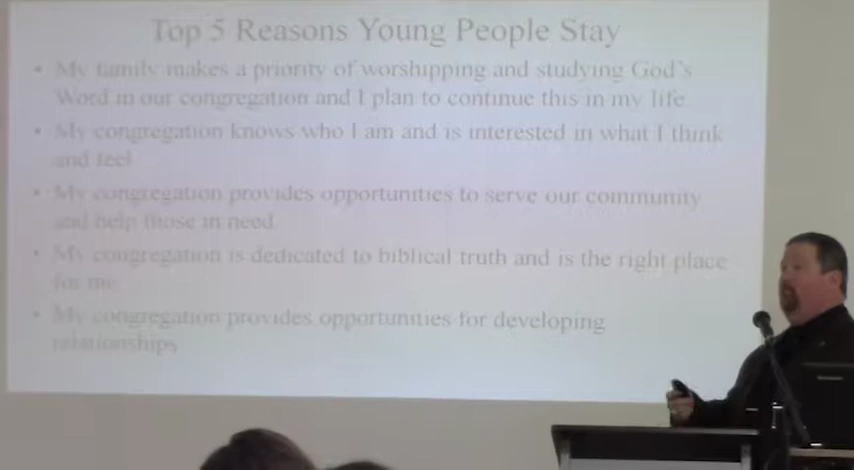 Top 5 Reasons Young People Stay
• My family makes a priority of worshipping and studying God's
Word in our congregation and I plan to continue this in my life
• My congregation knows who I am and is interested in what I think
and feel
• My congregation provides opportunities to serve our community
and help those in need
• My congregation is dedicated to biblical truth and is the right place
for me
• My congregation provides opportunities for developing
relationships